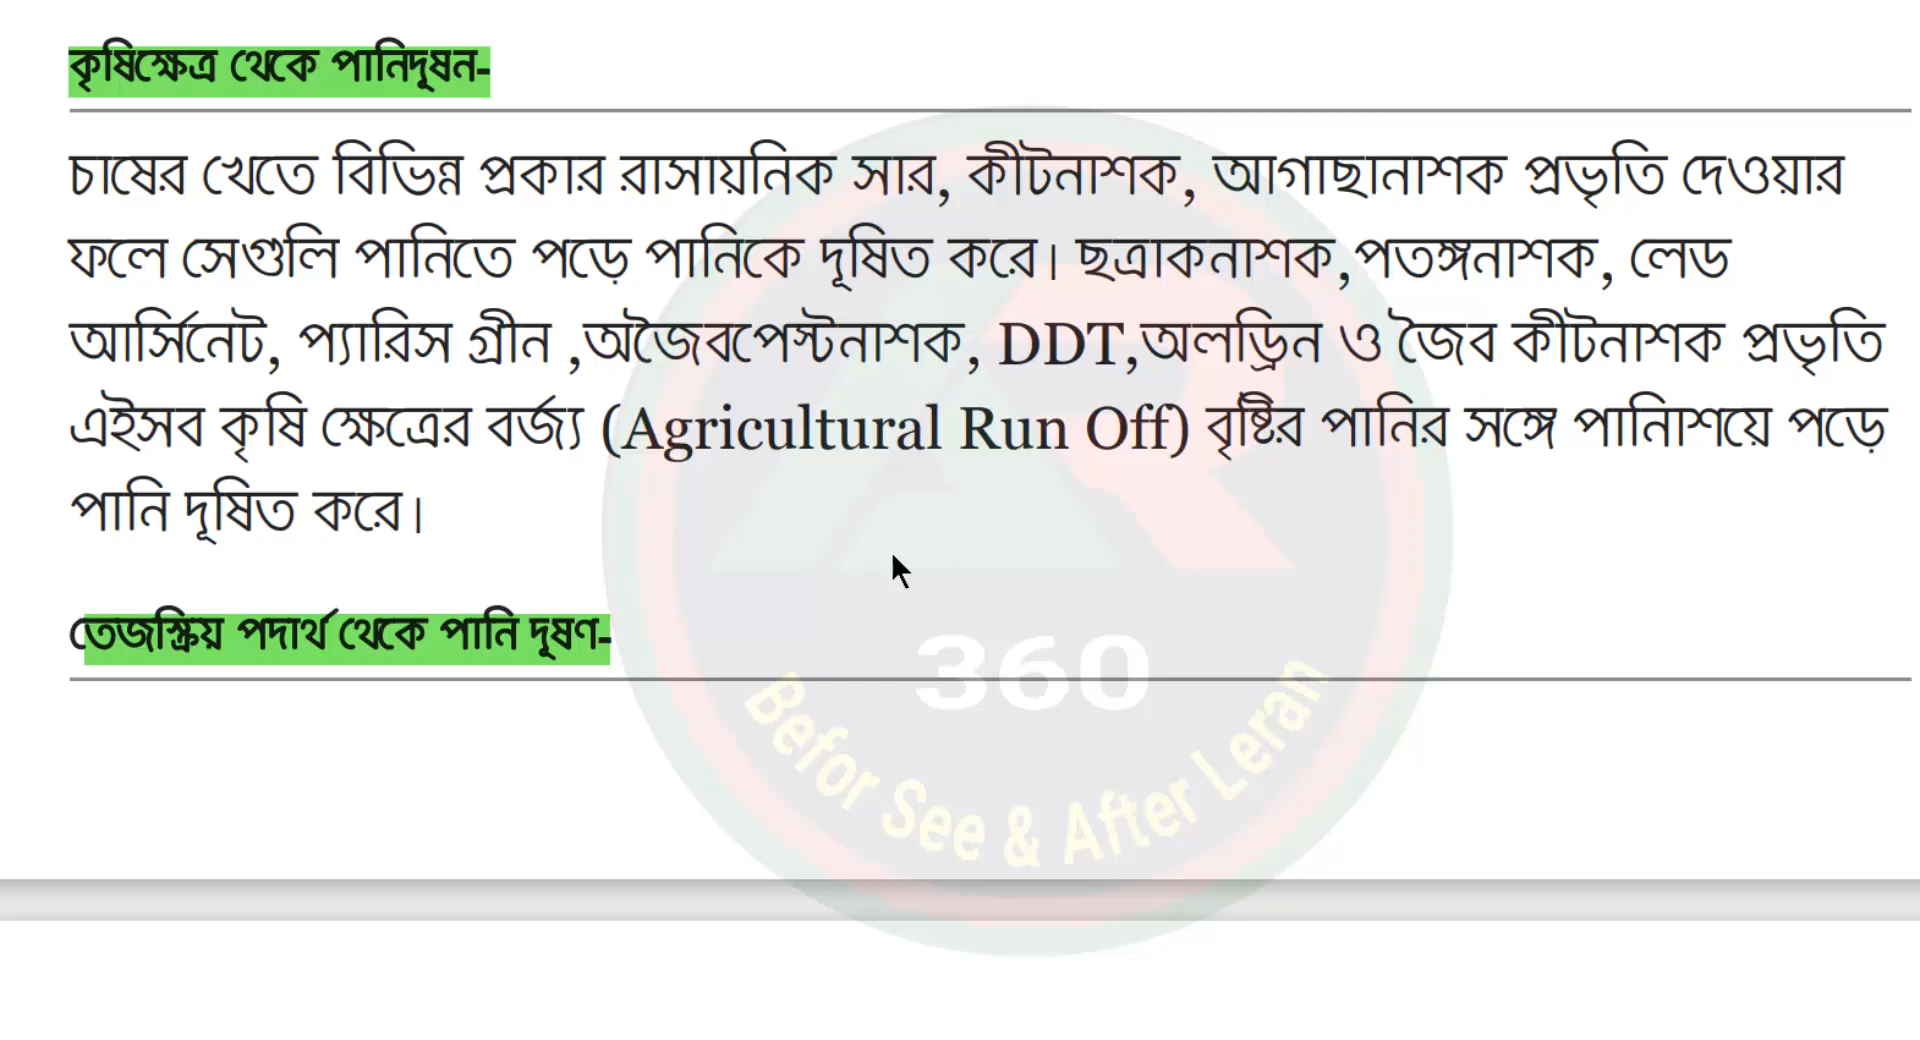 কৃষিক্ষেত্র থেকে পানিদূষন-
চাষের খেতে বিভিন্ন প্রকার রাসায়নিক সার, কীটনাশক, আগাছানাশক প্রভৃতি দেওয়ার
ফলে সেগুলি পানিতে পড়ে পানিকে দূষিত করে। ছত্রাকনাশক,পতঙ্গনাশক, লেড
আর্সিনেট, প্যারিস গ্রীন ,অজৈবপেস্টনাশক, DDT,অলড্রিন ও জৈব কীটনাশক প্রভৃতি
এইসব কৃষি ক্ষেত্রের বর্জ্য (Agricultural Run Off) বৃষ্টির পানির সঙ্গে পানিাশয়ে পড়ে
পানি দূষিত করে।
তেজস্ক্রিয় পদার্থ থেকে পানি দূষণ-
AR
360
Befor See & After Leran